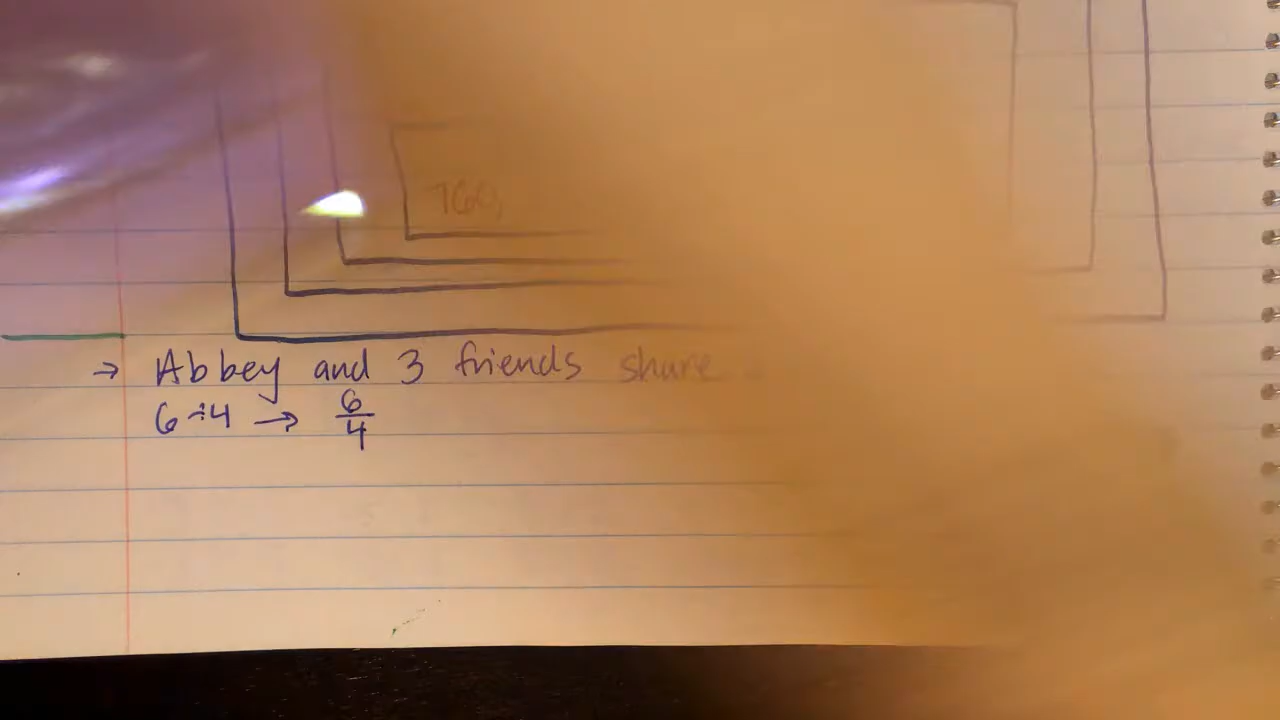 → Abbey and 3 friends share
6÷4 → 6/4